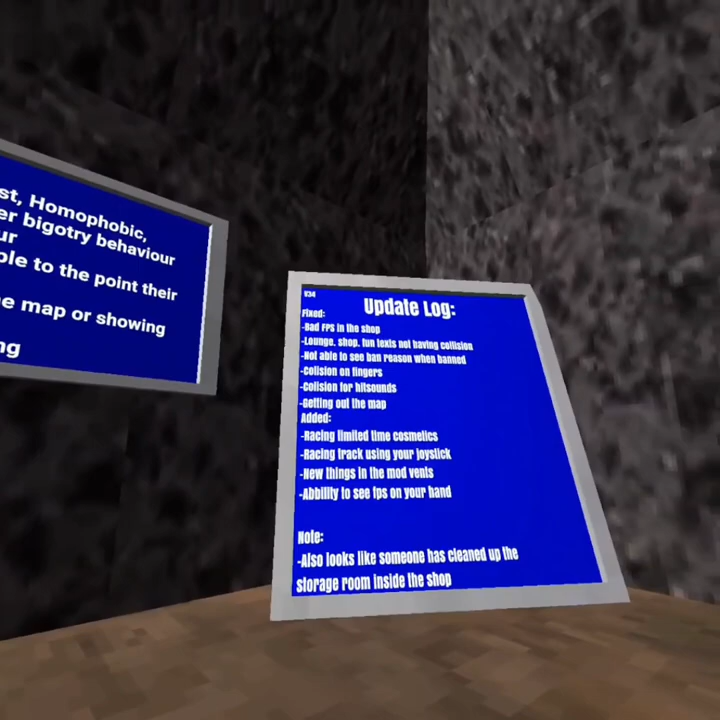 st, Homophobic,
er bigotry behaviour
ur
ple to the point their
e map or showing
ng
V34
Update Log:
Fixed:
-Bad FPS in the shop
-Lounge, shop, fun texts not having collision
-Not able to see ban reason when banned
-Colision on fingers
-Colision for hitsounds
-Getting out the map
Added:
-Racing limited time cosmetics
-Racing track using your joystick
-New things in the mod vents
-Abbility to see fps on your hand
Note:
-Also looks like someone has cleaned up the
storage room inside the shop